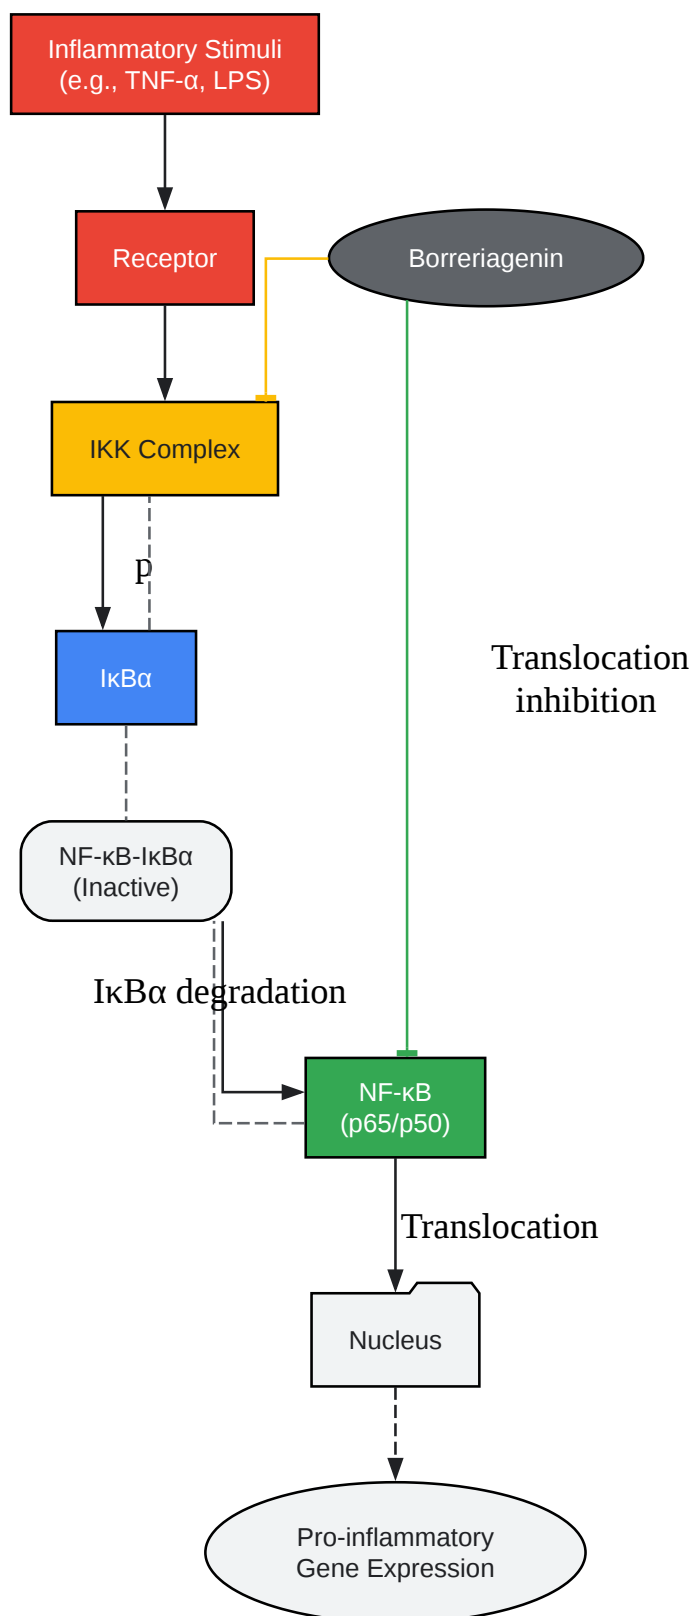 Inflammatory Stimuli
(e.g., TNF-α, LPS)
Receptor
Borreriagenin
IKK Complex
p
IκBα
Translocation
inhibition
NF-κB-IκBα
(Inactive)
IκBα degradation
NF-κB
(p65/p50)
Translocation
Nucleus
Pro-inflammatory
Gene Expression